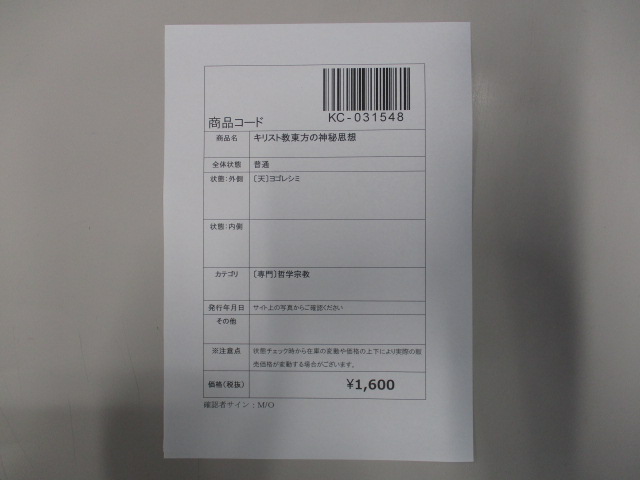 KC-031548
商品コード
商品名 キリスト教東方の神秘思想
全体状態 普通
状態:外側 〔天〕ヨゴレシミ
状態:内側
カテゴリ 〔専門〕哲学宗教
発行年月日 サイト上の写真からご確認ください
その他
※注意点 状態チェック時から在庫の変動や価格の上下により実際の販
売価格が変動する場合がございます。
価格(税抜) ¥1,600
確認者サイン:M/O